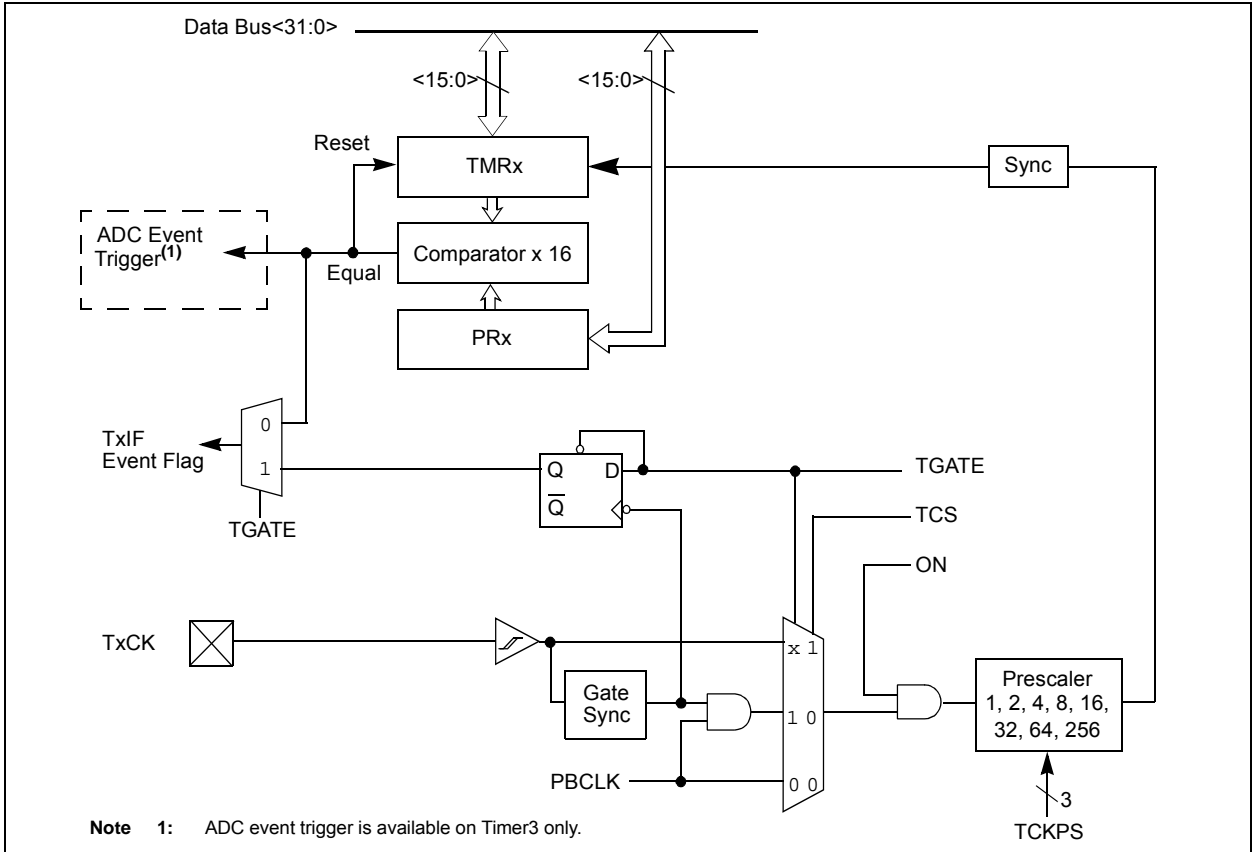 Data Bus<31:0>
<15:0>
<15:0>
Reset
TMRx
Sync
ADC Event
Trigger(1)
Equal
Comparator x 16
PRx
0
1
TxIF
Event Flag
TGATE
Q
D
Q
TGATE
TCS
ON
TxCK
x 1
Gate
Sync
1 0
Prescaler
1, 2, 4, 8, 16,
32, 64, 256
PBCLK
0 0
3
TCKPS
Note 1: ADC event trigger is available on Timer3 only.